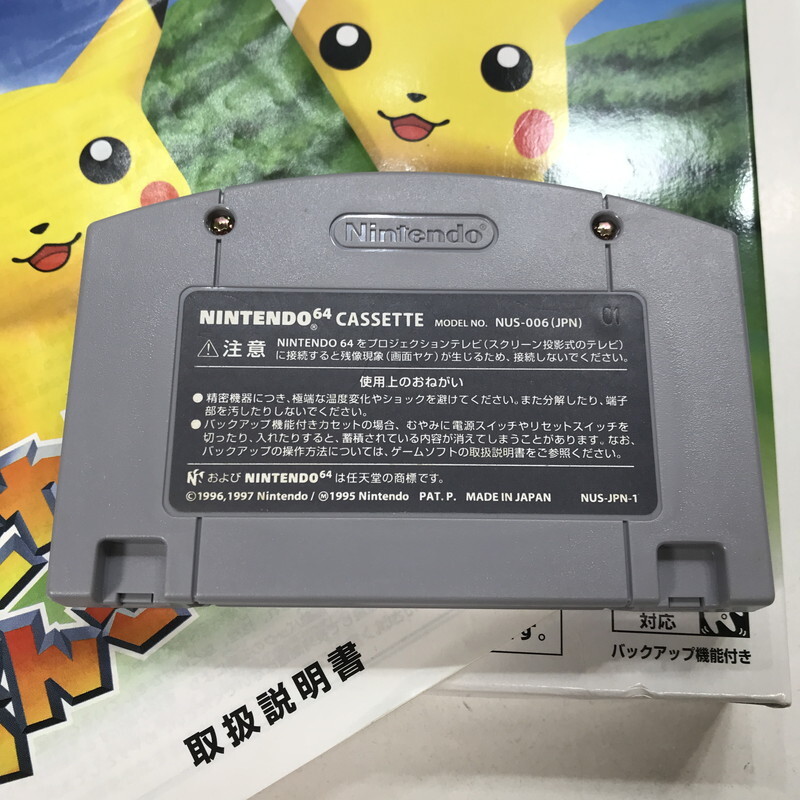 Nintendo
NINTENDO64 CASSETTE MODEL NO. NUS-006(JPN) 01
注意 NINTENDO 64 をプロジェクションテレビ(スクリーン投影式のテレビ)
に接続すると残像現象(画面ヤケ)が生じるため、接続しないでください。
使用上のおねがい
●精密機器につき、極端な温度変化やショックを避けてください。また分解したり、端子
部を汚したりしないでください。
●バックアップ機能付きカセットの場合、むやみに電源スイッチやリセットスイッチを
切ったり、入れたりすると、蓄積されている内容が消えてしまうことがあります。なお、
バックアップの操作方法については、ゲームソフトの取扱説明書をご参照ください。
および NINTENDO64 は任天堂の商標です。
©1996,1997 Nintendo / Ⓜ1995 Nintendo PAT. P. MADE IN JAPAN NUS-JPN-1
す。
対応
バックアップ機能付き
取扱説明書